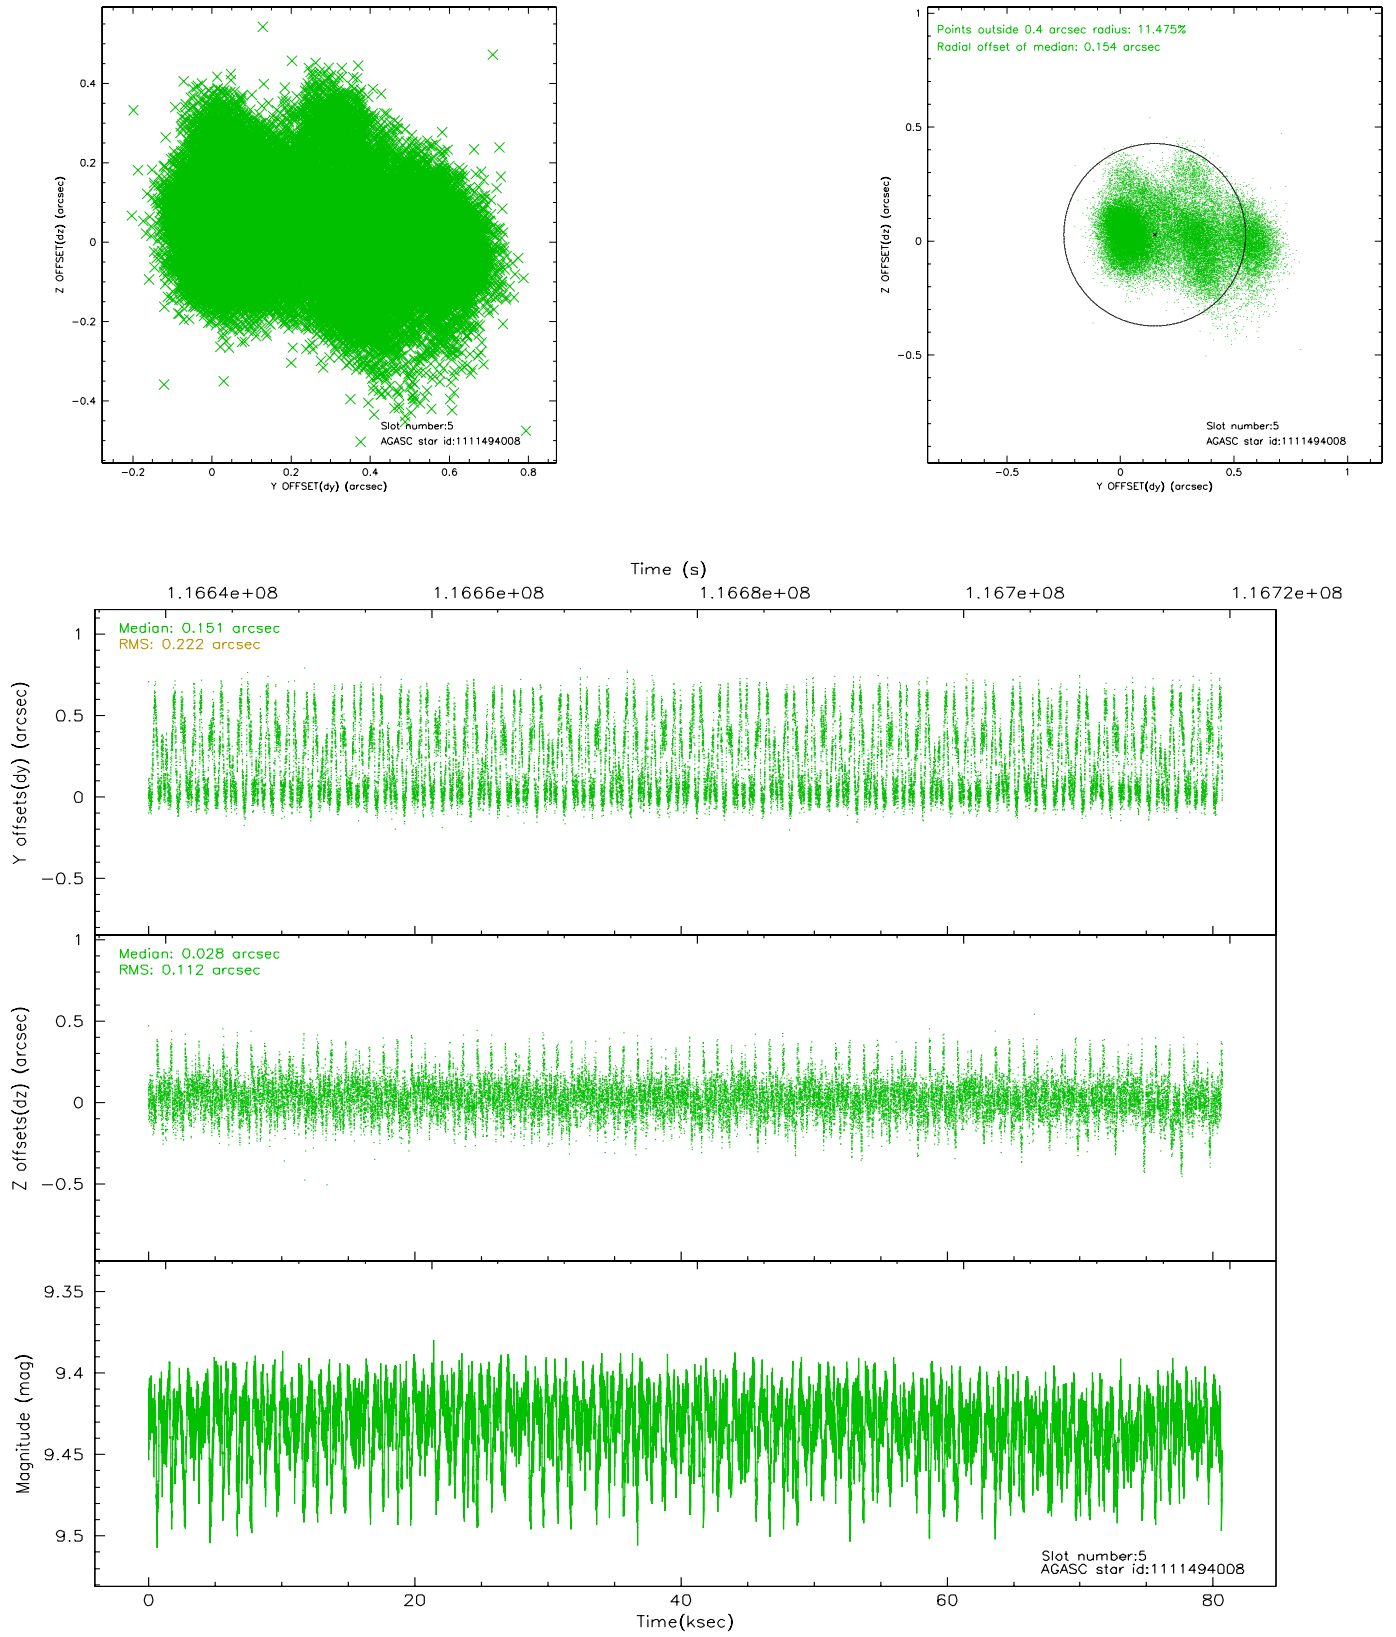 0.4
0.2
0
−0.2
−0.4
Z OFFSET(dz) (arcsec)
Slot number:5
AGASC star id:1111494008
−0.2
0
0.2
0.4
0.6
0.8
Y OFFSET(dy) (arcsec)
Points outside 0.4 arcsec radius: 11.475%
Radial offset of median: 0.154 arcsec
1
0.5
0
−0.5
Z OFFSET(dz) (arcsec)
Slot number:5
AGASC star id:1111494008
−0.5
0
0.5
1
Y OFFSET(dy) (arcsec)
Time (s)
1.1664e+08
1.1666e+08
1.1668e+08
1.167e+08
1.1672e+08
Median: 0.151 arcsec
RMS: 0.222 arcsec
1
0.5
0
−0.5
Y offsets(dy) (arcsec)
Median: 0.028 arcsec
RMS: 0.112 arcsec
1
0.5
0
−0.5
Z offsets(dz) (arcsec)
9.35
9.4
9.45
9.5
Magnitude (mag)
Slot number:5
AGASC star id:1111494008
0
20
40
60
80
Time(ksec)